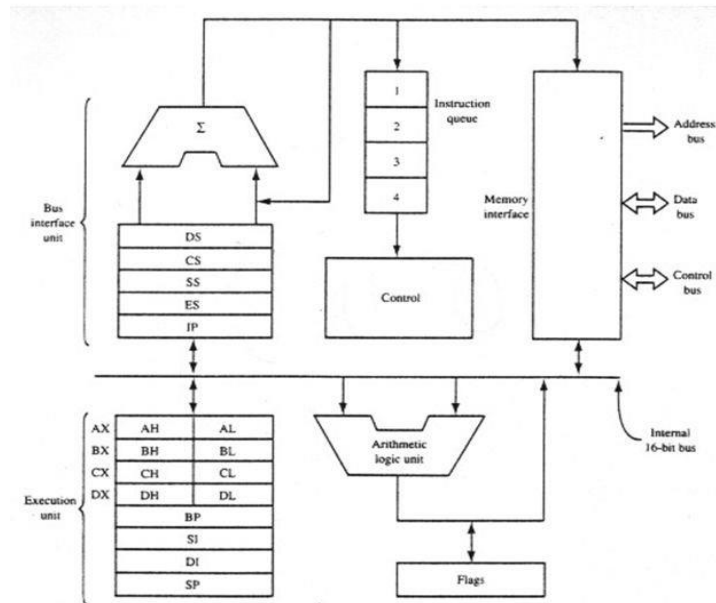 Σ
1
2
3
4
Instruction
queue
Address
bus
Data
bus
Control
bus
Memory
interface
Bus
interface
unit
DS
CS
SS
ES
IP
Control
Internal
16-bit bus
AX AH AL
BX BH BL
CX CH CL
DX DH DL
BP
SI
DI
SP
Execution
unit
Arithmetic
logic unit
Flags